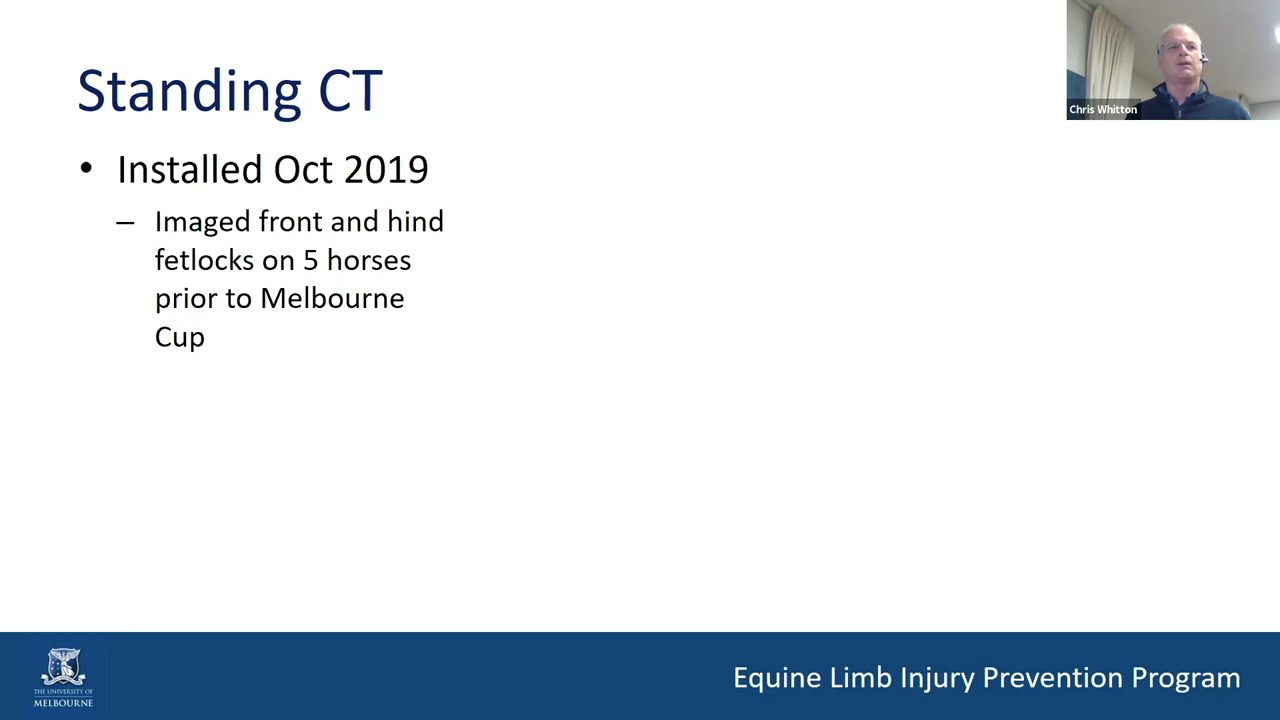 Standing CT
• Installed Oct 2019
– Imaged front and hind
fetlocks on 5 horses
prior to Melbourne
Cup
Chris Whitton
THE UNIVERSITY OF
MELBOURNE
Equine Limb Injury Prevention Program